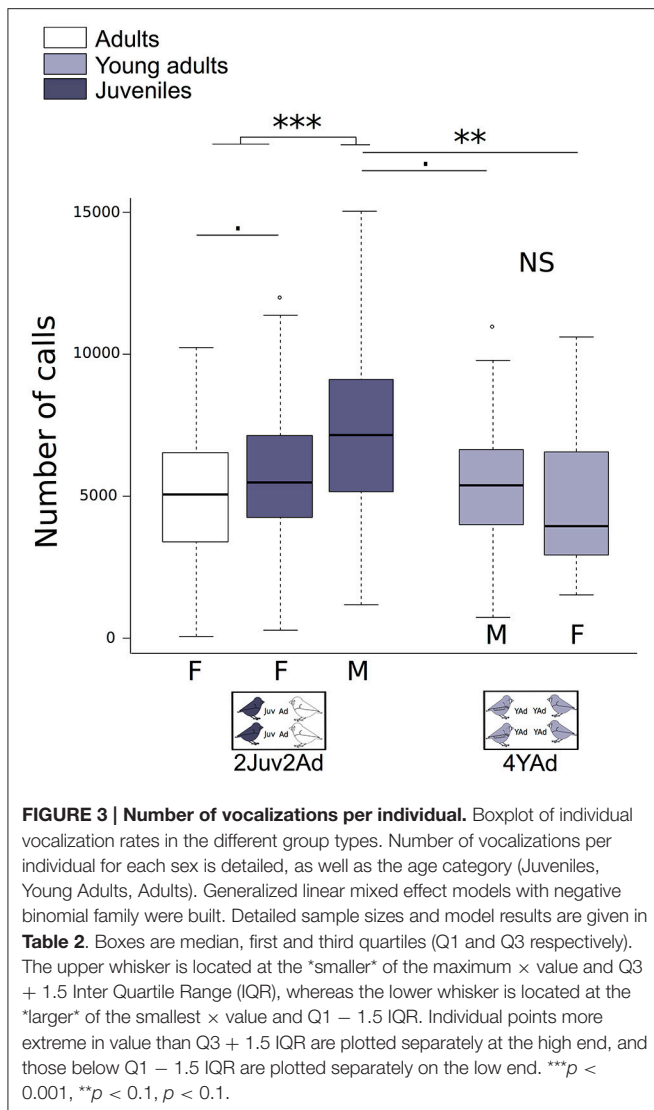 Adults
Young adults
Juveniles
***
**
15000
NS
10000
5000
0
Number of calls
M F
F F M
Juv Ad
Juv Ad
YAd YAd
YAd YAd
2Juv2Ad
4YAd
FIGURE 3 | Number of vocalizations per individual. Boxplot of individual
vocalization rates in the different group types. Number of vocalizations per
individual for each sex is detailed, as well as the age category (Juveniles,
Young Adults, Adults). Generalized linear mixed effect models with negative
binomial family were built. Detailed sample sizes and model results are given in
Table 2. Boxes are median, first and third quartiles (Q1 and Q3 respectively).
The upper whisker is located at the *smaller* of the maximum × value and Q3
+ 1.5 Inter Quartile Range (IQR), whereas the lower whisker is located at the
*larger* of the smallest × value and Q1 − 1.5 IQR. Individual points more
extreme in value than Q3 + 1.5 IQR are plotted separately at the high end, and
those below Q1 − 1.5 IQR are plotted separately on the low end. ***p <
0.001, **p < 0.1, p < 0.1.